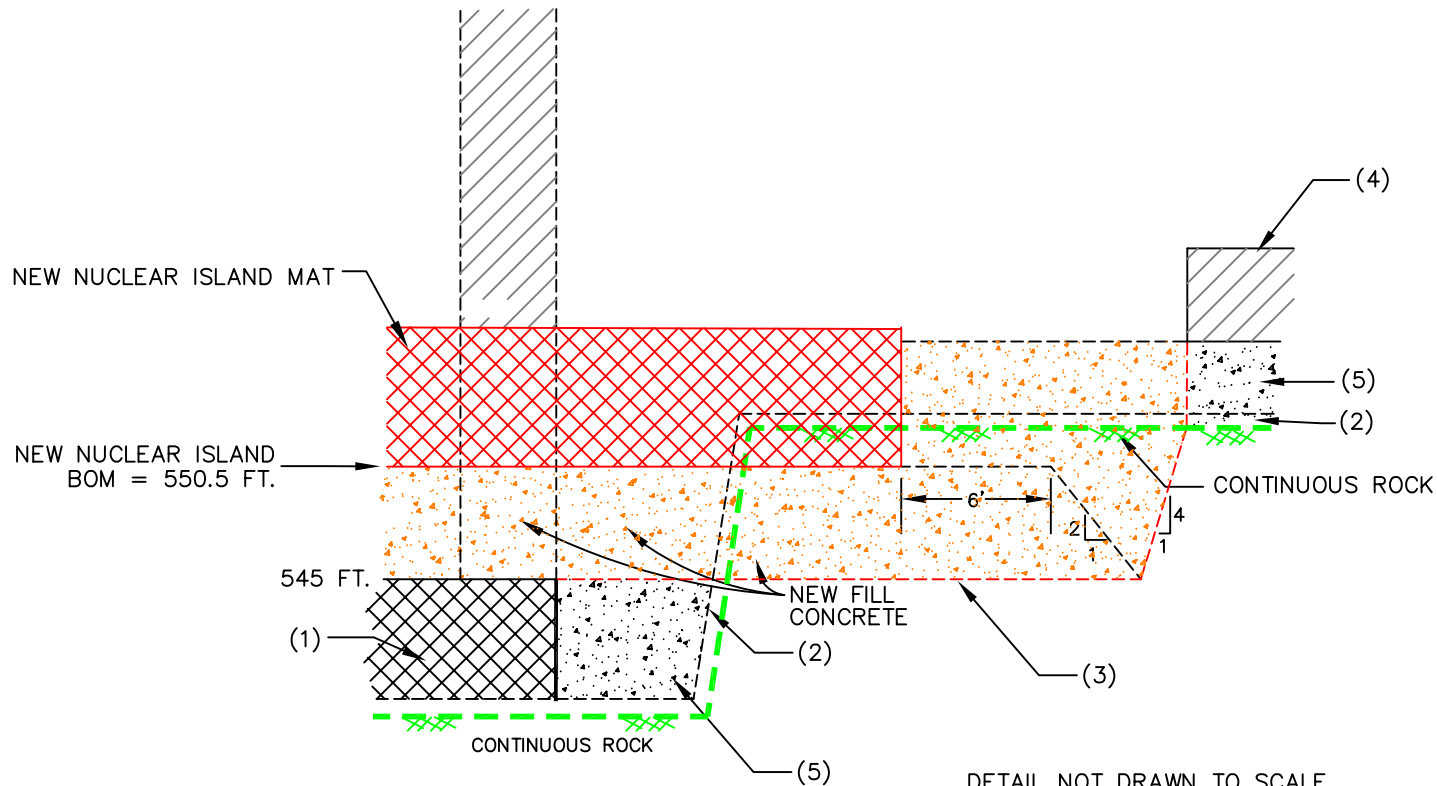 (4)
NEW NUCLEAR ISLAND MAT
(5)
(2)
NEW NUCLEAR ISLAND
BOM = 550.5 FT.
CONTINUOUS ROCK
6'
2
1
4
1
545 FT.
NEW FILL
CONCRETE
(1)
(2)
(3)
CONTINUOUS ROCK
(5)
DETAIL NOT DRAWN TO SCALE